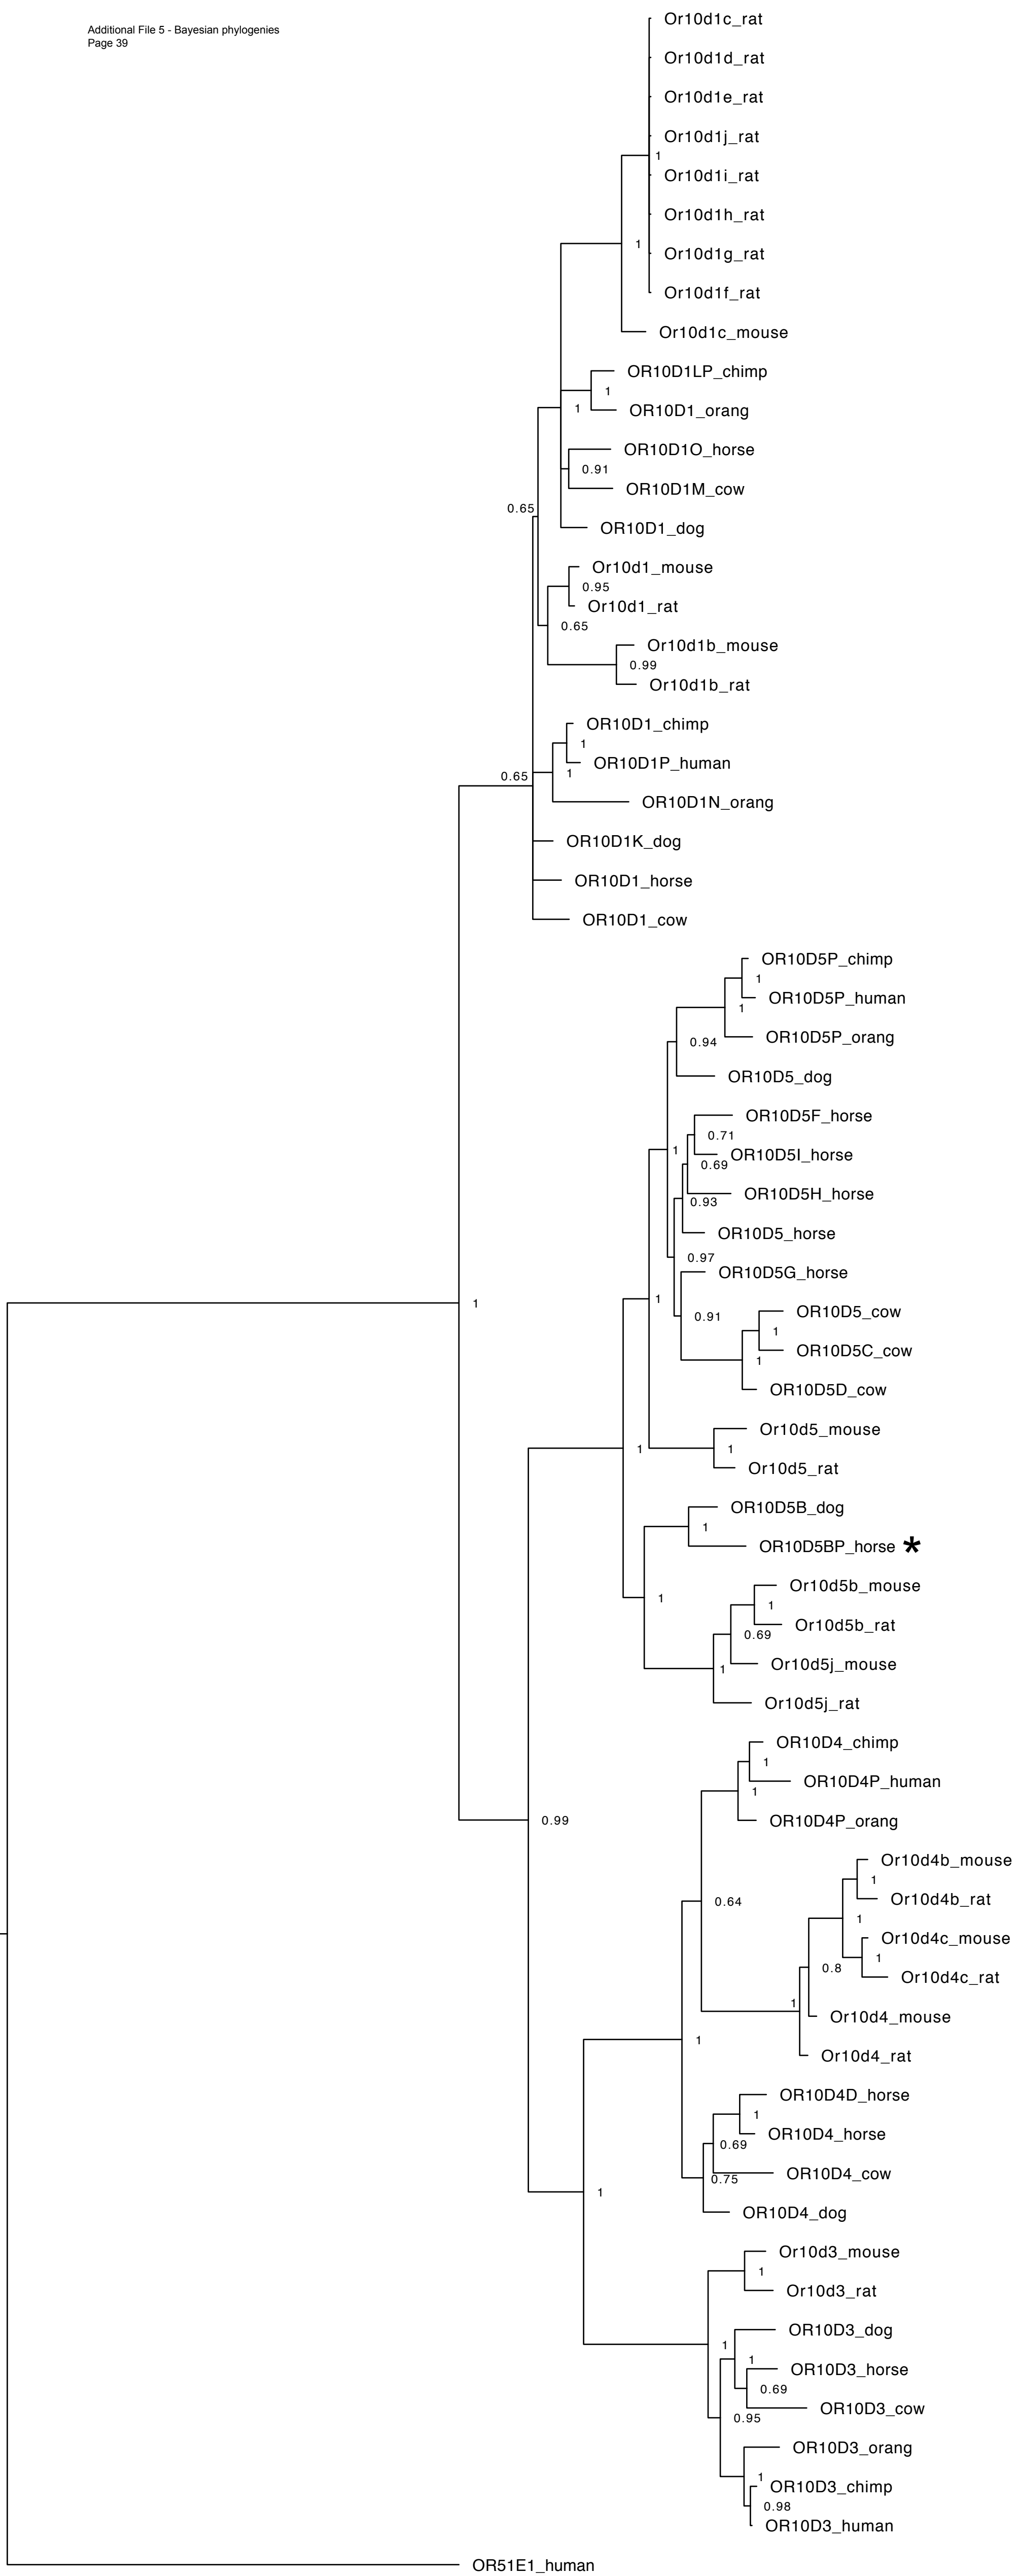 Additional File 5 - Bayesian phylogenies
Page 39
Or10d1c_rat
Or10d1d_rat
Or10d1e_rat
Or10d1j_rat
1
Or10d1i_rat
Or10d1h_rat
1
Or10d1g_rat
Or10d1f_rat
Or10d1c_mouse
OR10D1LP_chimp
1
1
OR10D1_orang
OR10D1O_horse
0.91
OR10D1M_cow
0.65
OR10D1_dog
Or10d1_mouse
0.95
Or10d1_rat
0.65
Or10d1b_mouse
0.99
Or10d1b_rat
OR10D1_chimp
1
OR10D1P_human
1
0.65
OR10D1N_orang
OR10D1K_dog
OR10D1_horse
OR10D1_cow
OR10D5P_chimp
1
OR10D5P_human
1
OR10D5P_orang
0.94
OR10D5_dog
OR10D5F_horse
0.71
1
OR10D5I_horse
0.69
OR10D5H_horse
0.93
OR10D5_horse
0.97
OR10D5G_horse
1
1
OR10D5_cow
0.91
1
OR10D5C_cow
1
OR10D5D_cow
Or10d5_mouse
1
1
Or10d5_rat
OR10D5B_dog
1
OR10D5BP_horse *
Or10d5b_mouse
1
1
Or10d5b_rat
0.69
Or10d5j_mouse
1
Or10d5j_rat
OR10D4_chimp
1
OR10D4P_human
1
0.99
OR10D4P_orang
Or10d4b_mouse
1
Or10d4b_rat
0.64
1
Or10d4c_mouse
1
0.8
Or10d4c_rat
1
Or10d4_mouse
1
Or10d4_rat
OR10D4D_horse
1
OR10D4_horse
0.69
OR10D4_cow
0.75
1
OR10D4_dog
Or10d3_mouse
1
Or10d3_rat
OR10D3_dog
1
1
OR10D3_horse
0.69
OR10D3_cow
0.95
OR10D3_orang
1
OR10D3_chimp
0.98
OR10D3_human
OR51E1_human